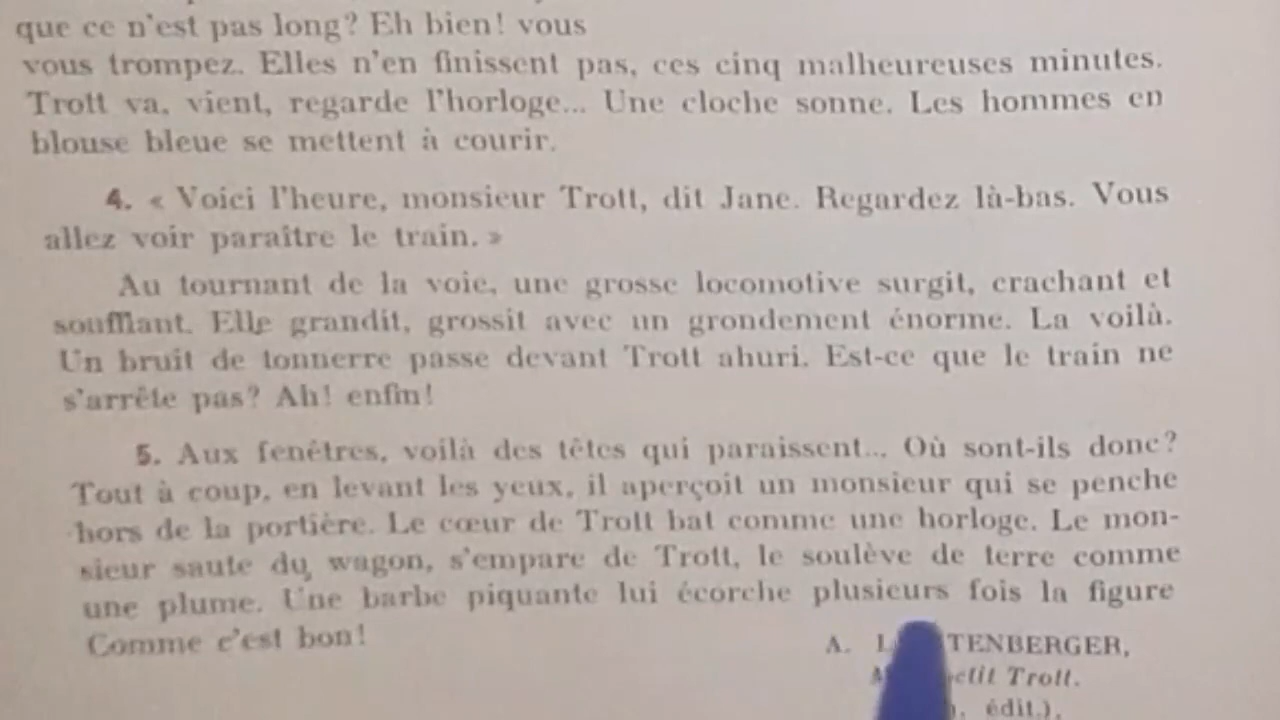 que ce n'est pas long? Eh bien! vous
vous trompez. Elles n'en finissent pas, ces cinq malheureuses minutes.
Trott va, vient, regarde l'horloge... Une cloche sonne. Les hommes en
blouse bleue se mettent à courir.
4. « Voici l'heure, monsieur Trott, dit Jane. Regardez là-bas. Vous
allez voir paraître le train. »
Au tournant de la voie, une grosse locomotive surgit, crachant et
soufflant. Elle grandit, grossit avec un grondement énorme. La voilà.
Un bruit de tonnerre passe devant Trott ahuri. Est-ce que le train ne
s'arrête pas? Ah! enfin!
5. Aux fenêtres, voilà des têtes qui paraissent... Où sont-ils donc?
Tout à coup, en levant les yeux, il aperçoit un monsieur qui se penche
hors de la portière. Le cœur de Trott bat comme une horloge. Le mon-
sieur saute du wagon, s'empare de Trott, le soulève de terre comme
une plume. Une barbe piquante lui écorche plusieurs fois la figure
Comme c'est bon!
A. L TENBERGER,
Trott.
édit.),